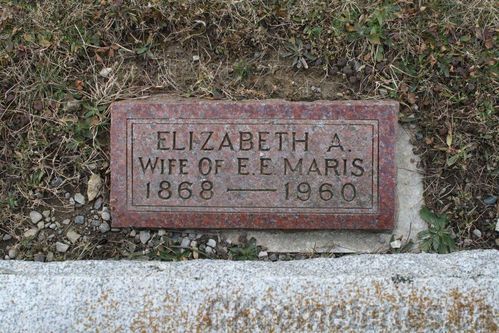 ELIZABETH A.
WIFE OF E.E MARIS
1868 — 1960